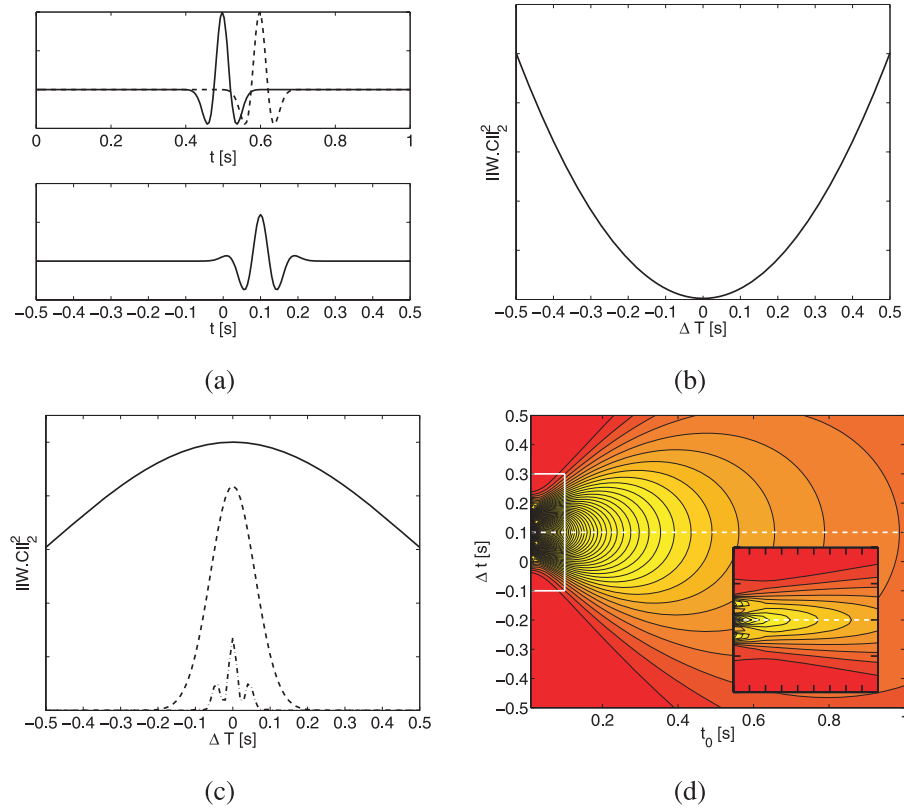 0 0.2 0.4 0.6 0.8 1
t [s]
−0.5 −0.4 −0.3 −0.2 −0.1 0 0.1 0.2 0.3 0.4 0.5
t [s]
(a)
||W.C||²₂
−0.5 −0.4 −0.3 −0.2 −0.1 0 0.1 0.2 0.3 0.4 0.5
Δ T [s]
(b)
||W.C||²₂
−0.5 −0.4 −0.3 −0.2 −0.1 0 0.1 0.2 0.3 0.4 0.5
Δ T [s]
(c)
Δ t [s]
0.5
0.4
0.3
0.2
0.1
0
−0.1
−0.2
−0.3
−0.4
−0.5
0.2 0.4 0.6 0.8 1
t₀ [s]
(d)